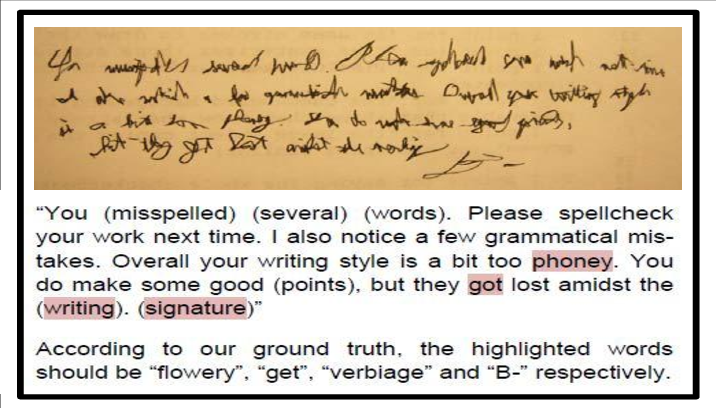 You misspelled several words. Please spellcheck your work next time.
I also notice a few grammatical mistakes. Overall your writing style
is a bit too flowery. You do make some good points,
but they get lost amidst the verbiage.
B-
“You (misspelled) (several) (words). Please spellcheck
your work next time. I also notice a few grammatical mis-
takes. Overall your writing style is a bit too phoney. You
do make some good (points), but they got lost amidst the
(writing). (signature)”
According to our ground truth, the highlighted words
should be “flowery”, “get”, “verbiage” and “B-” respectively.